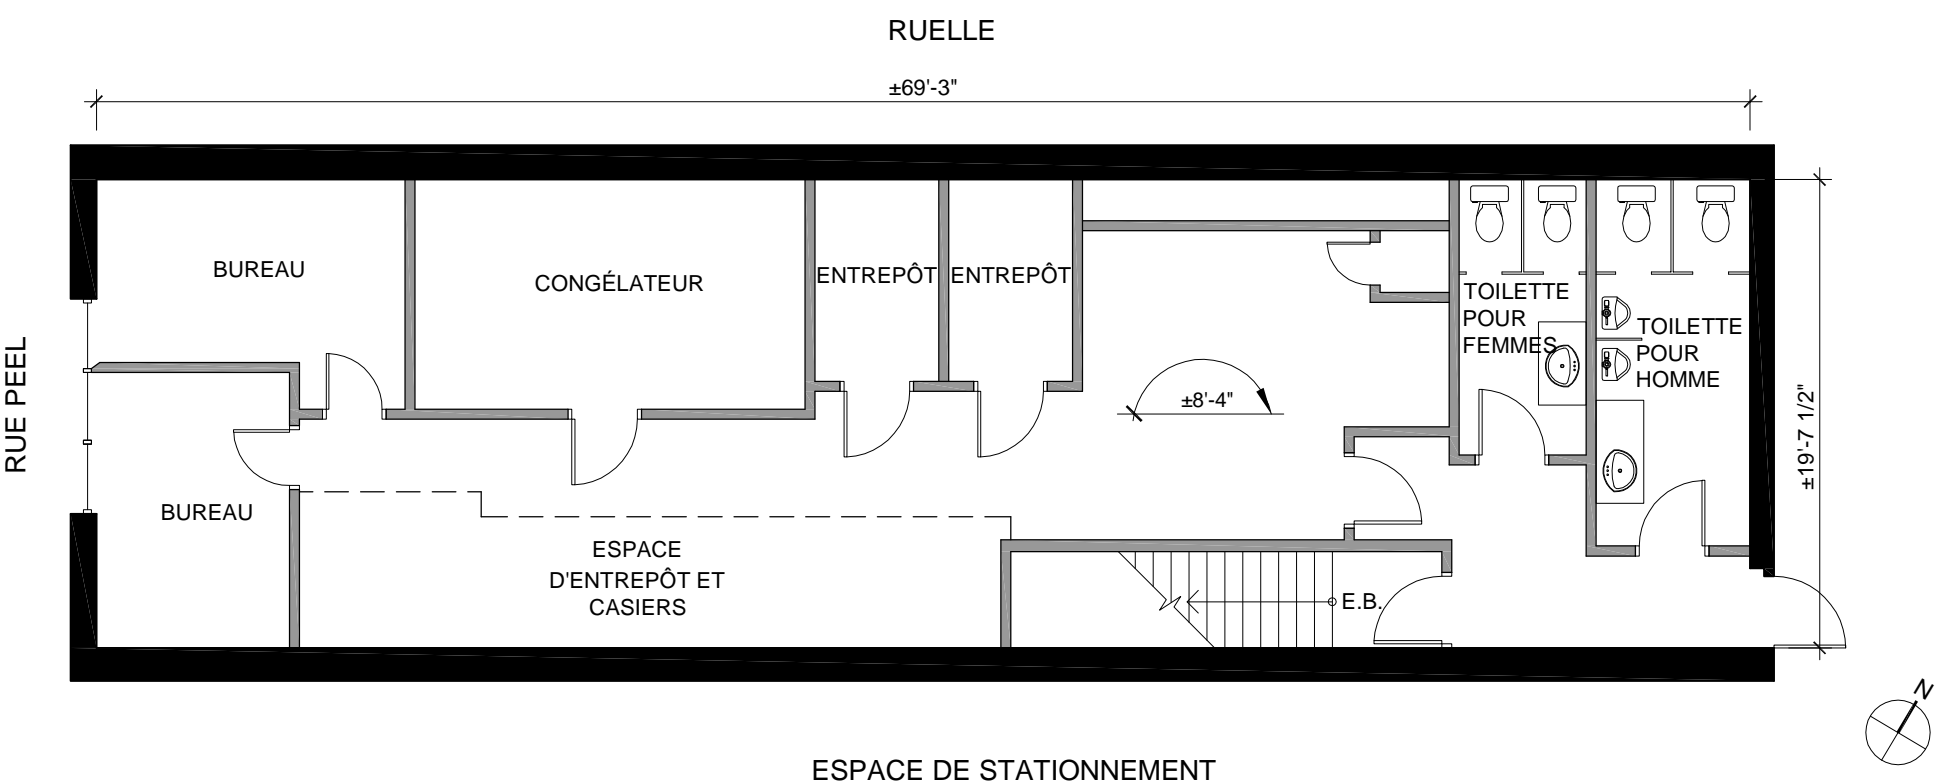 RUELLE
±69'-3"
BUREAU
CONGÉLATEUR
ENTREPÔT
ENTREPÔT
TOILETTE
POUR
FEMMES
TOILETTE
POUR
HOMME
RUE PEEL
±8'-4"
±19'-7 1/2"
BUREAU
ESPACE
D'ENTREPÔT ET
CASIERS
E.B.
N
ESPACE DE STATIONNEMENT